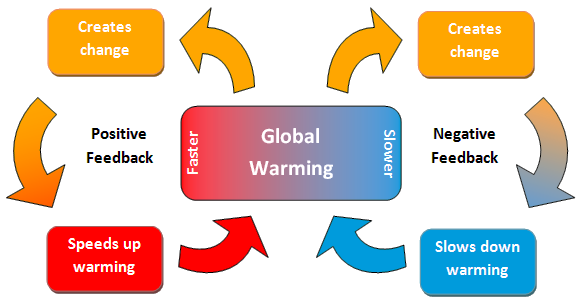 Creates
change
Creates
change
Positive
Feedback
Faster
Global
Warming
Slower
Negative
Feedback
Speeds up
warming
Slows down
warming